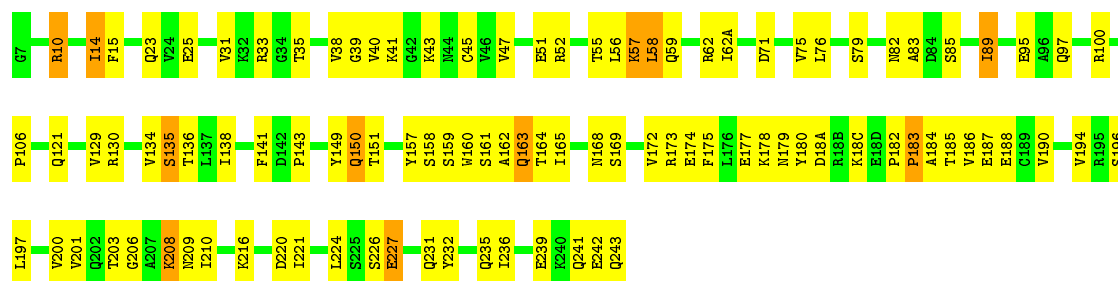 G7 R10 I14 F15 Q23 V24 E25 V31 K32 R33 G34 T35 V38 G39 V40 K41 G42 K43 N44 C45 V46 V47 E51 R52 T55 L56 K57 L58 Q59 R62 I62A D71 V75 L76 S79 N82 A83 D84 S85 I89 E95 A96 Q97 R100
P106 Q121 V129 R130 V134 S135 T136 L137 I138 F141 D142 P143 Y149 Q150 T151 Y157 S158 S159 W160 S161 A162 Q163 T164 I165 N168 S169 V172 R173 E174 F175 L176 E177 K178 N179 Y180 D18A R18B K18C E18D P182 P183 A184 T185 V186 E187 E188 C189 V190 V194 R195 S196
L197 V200 V201 Q202 T203 G206 A207 K208 N209 I210 K216 D220 I221 L224 S225 S226 E227 Q231 Y232 Q235 I236 E239 K240 Q241 E242 Q243